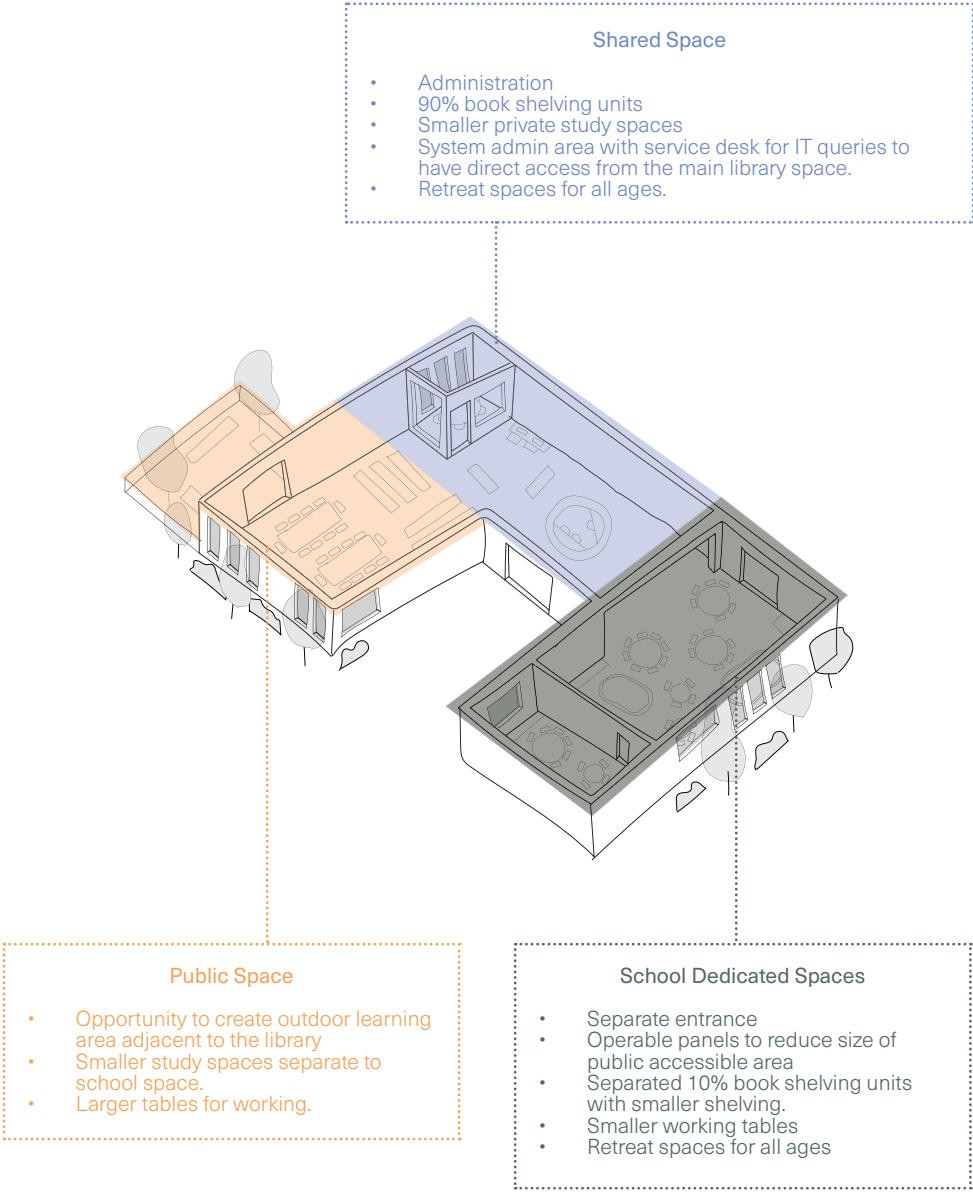 Shared Space
• Administration
• 90% book shelving units
• Smaller private study spaces
• System admin area with service desk for IT queries to
have direct access from the main library space.
• Retreat spaces for all ages.
Public Space
• Opportunity to create outdoor learning
area adjacent to the library
• Smaller study spaces separate to
school space.
• Larger tables for working.
School Dedicated Spaces
• Separate entrance
• Operable panels to reduce size of
public accessible area
• Separated 10% book shelving units
with smaller shelving.
• Smaller working tables
• Retreat spaces for all ages